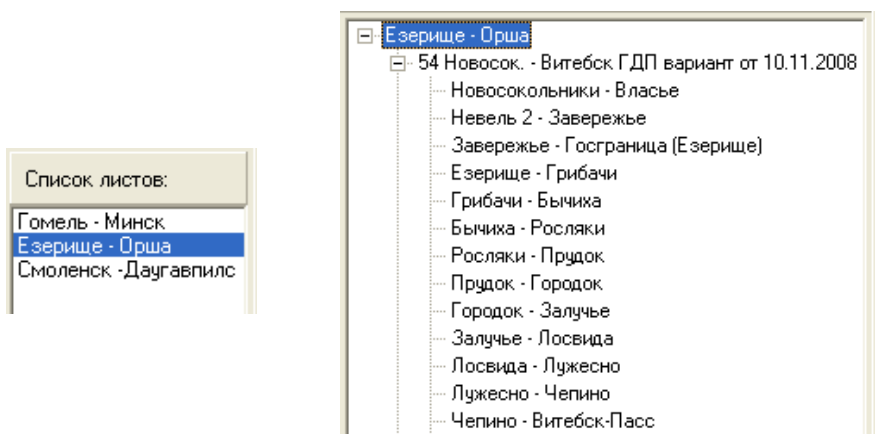 Список листов:
Гомель - Минск
Езерище - Орша
Смоленск -Даугавпилс
Езерище - Орша
54 Новосок. - Витебск ГДП вариант от 10.11.2008
Новосокольники - Власье
Невель 2 - Завережье
Завережье - Госграница (Езерище)
Езерище - Грибачи
Грибачи - Бычиха
Бычиха - Росляки
Росляки - Прудок
Прудок - Городок
Городок - Залучье
Залучье - Лосвида
Лосвида - Лужесно
Лужесно - Чепино
Чепино - Витебск-Пасс